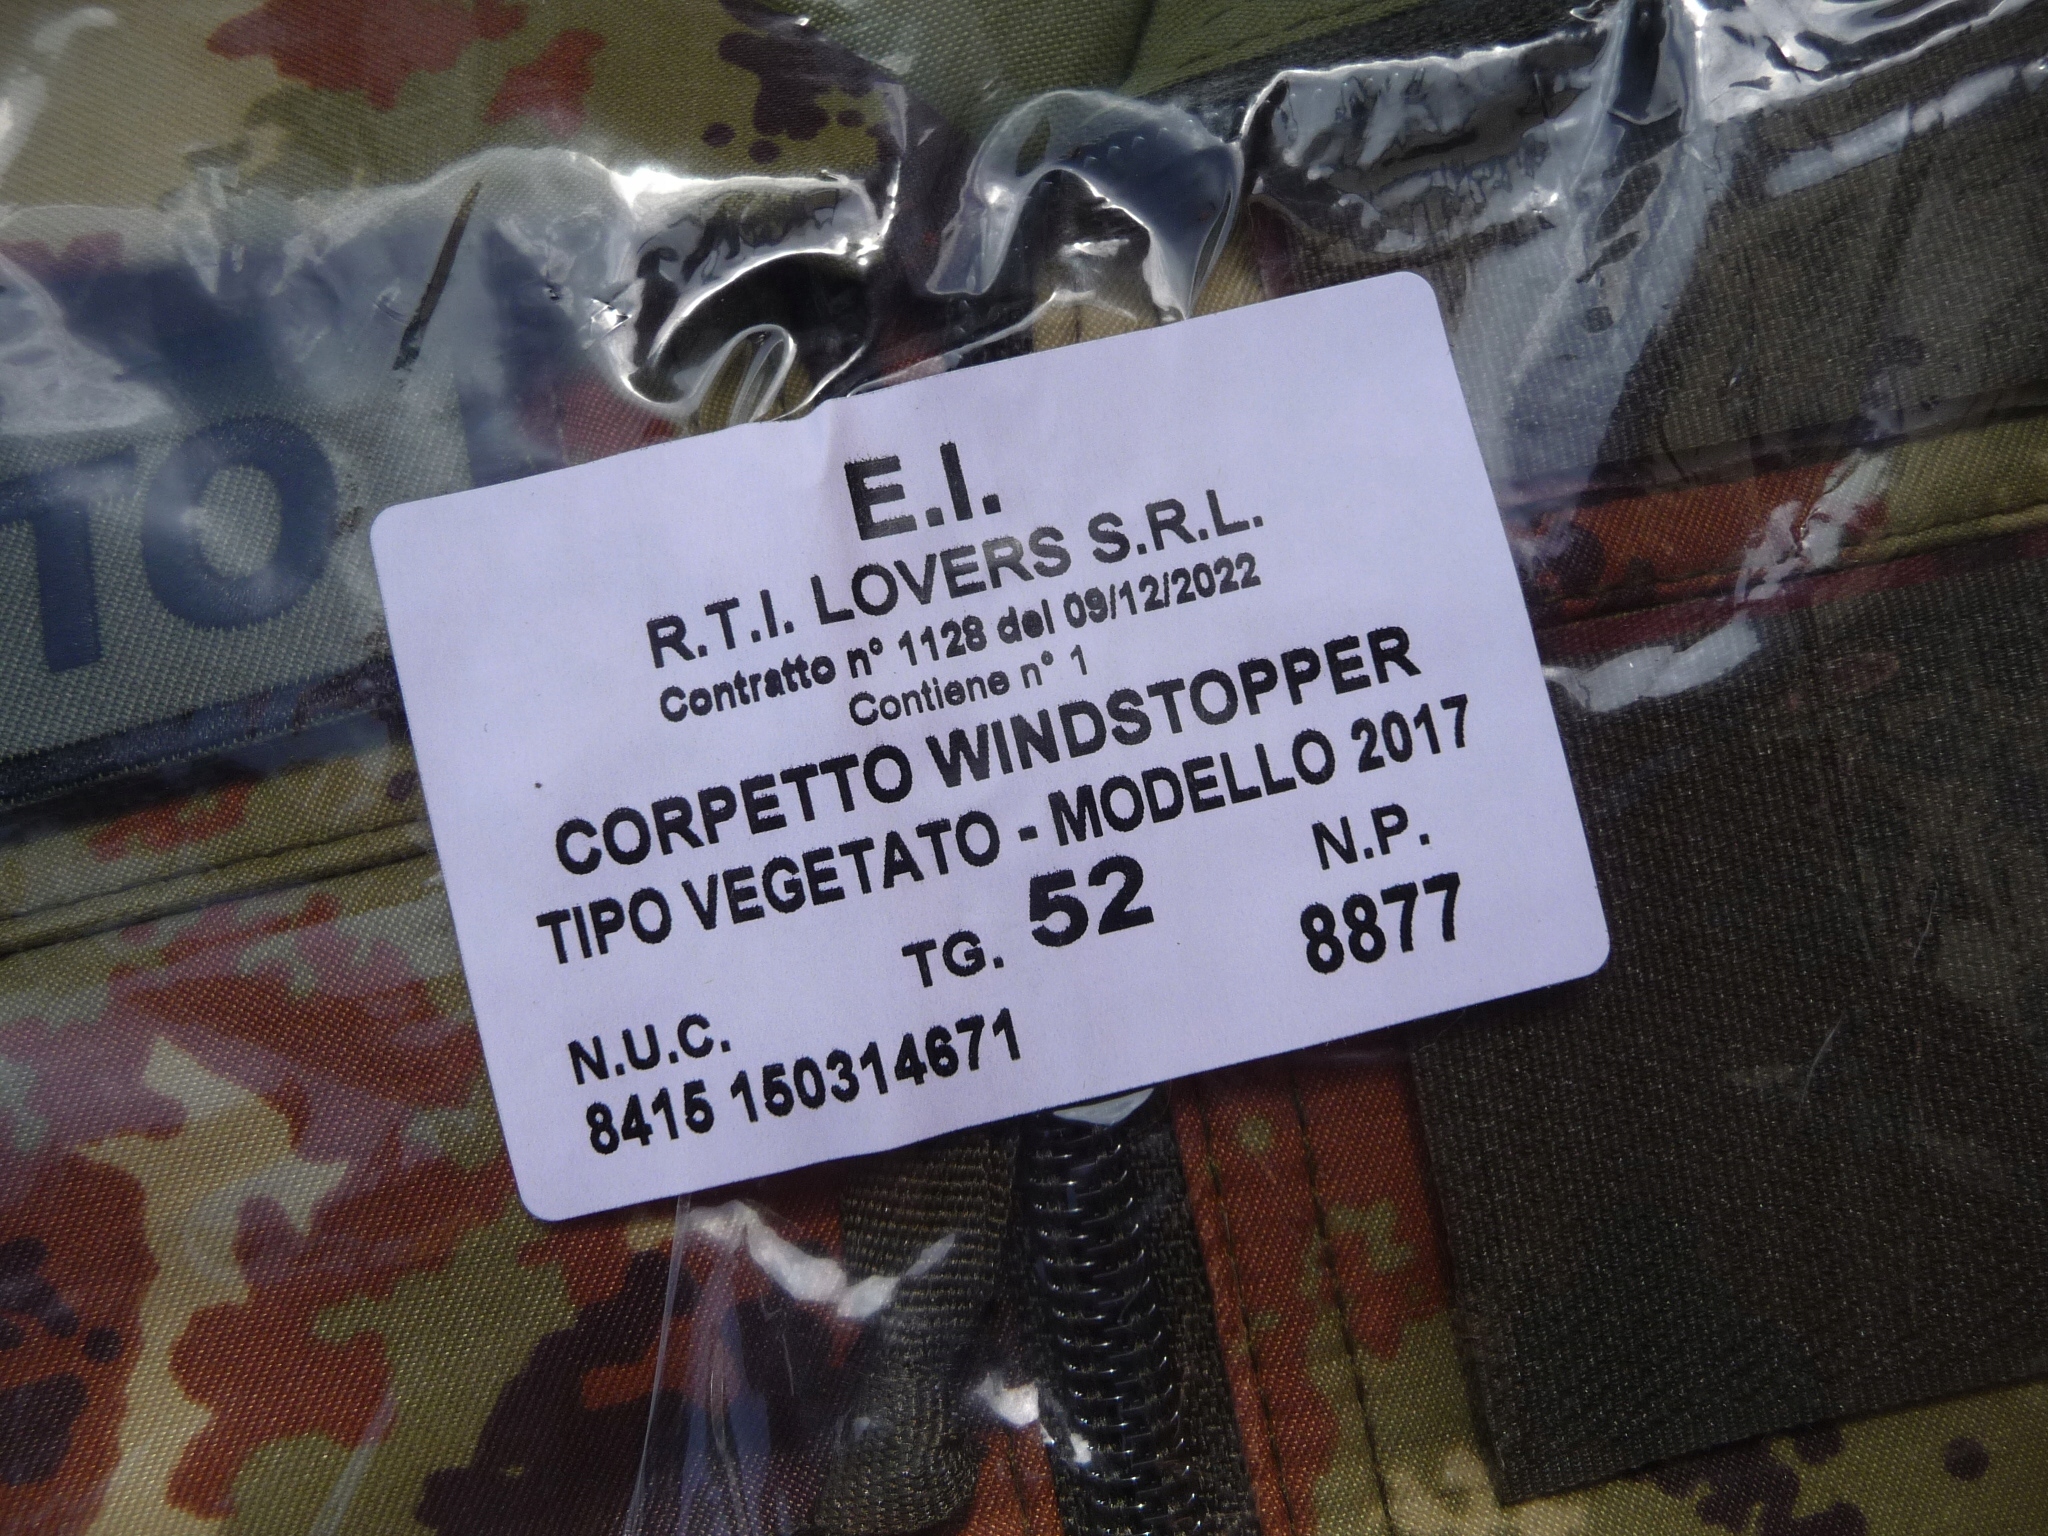 TO
E.I.
R.T.I. LOVERS S.R.L.
Contratto n° 1128 del 09/12/2022
Contiene n° 1
CORPETTO WINDSTOPPER
TIPO VEGETATO - MODELLO 2017
TG. 52
N.P.
8877
N.U.C.
8415 150314671